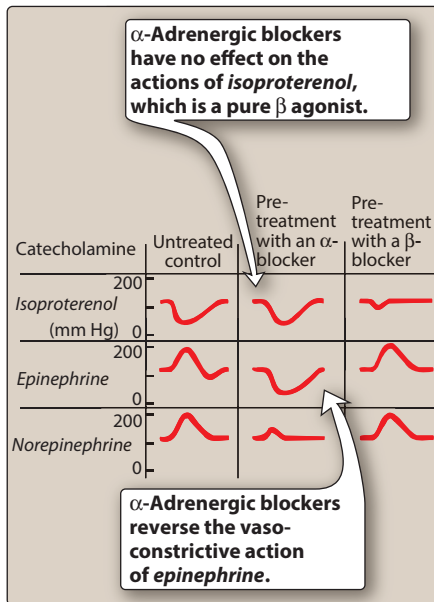 α-Adrenergic blockers
have no effect on the
actions of isoproterenol,
which is a pure β agonist.
Catecholamine
Untreated
control
Pre-
treatment
with an α-
blocker
Pre-
treatment
with a β-
blocker
200
Isoproterenol
(mm Hg)
0
200
Epinephrine
0
200
Norepinephrine
0
α-Adrenergic blockers
reverse the vaso-
constrictive action
of epinephrine.